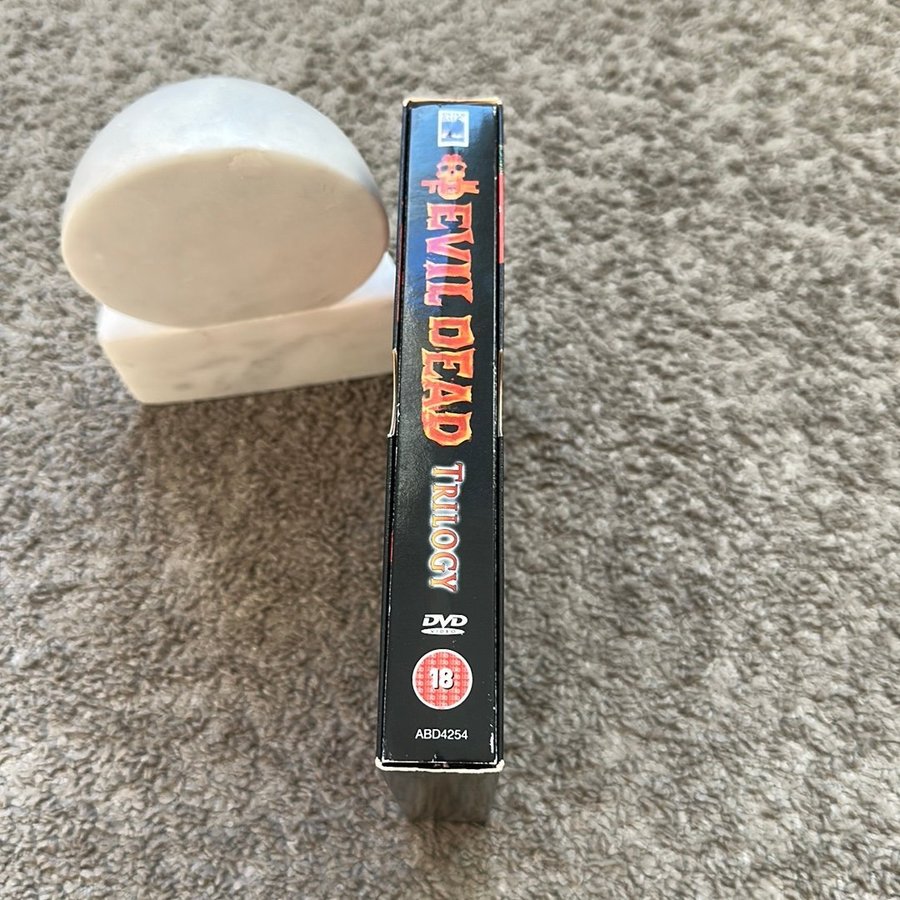 EVIL DEAD
TRILOGY
DVD
VIDEO
18
ABD4254